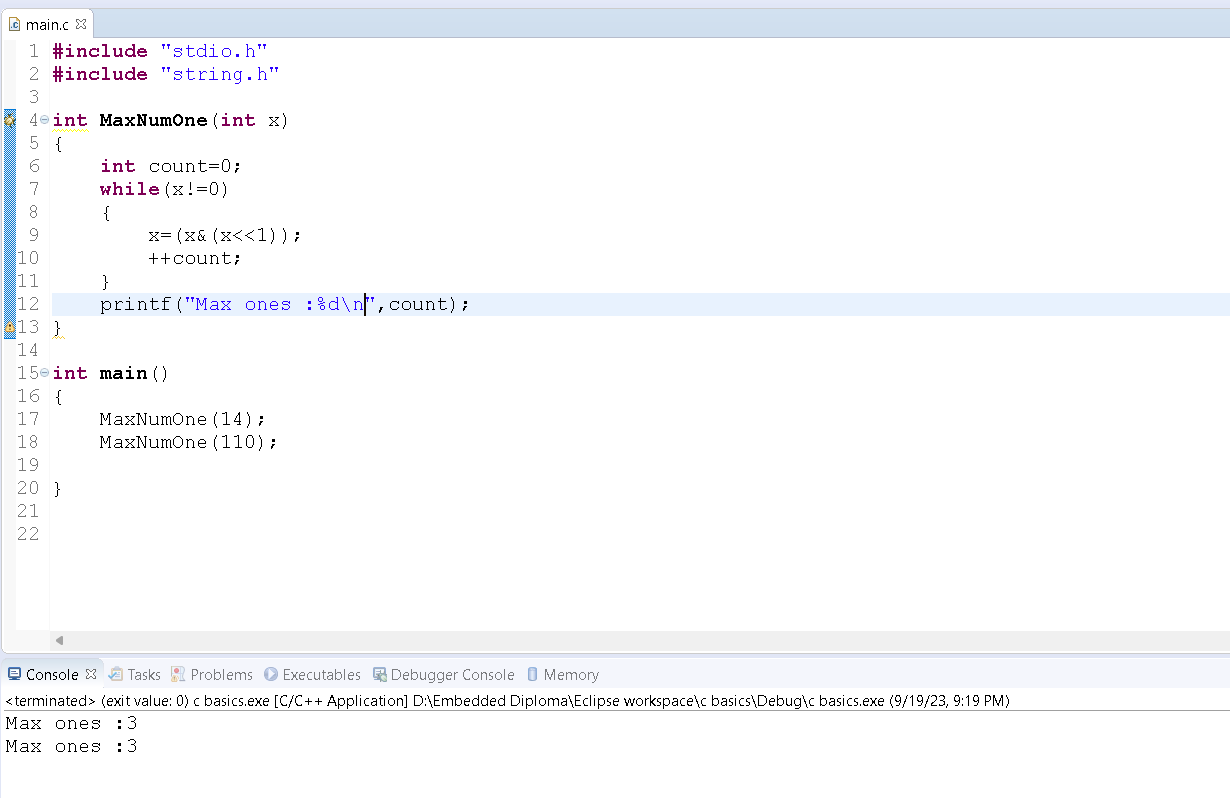 main.c
1 #include "stdio.h"
2 #include "string.h"
3
4 int MaxNumOne(int x)
5 {
6     int count=0;
7     while(x!=0)
8     {
9         x=(x&(x<<1));
10         ++count;
11     }
12     printf("Max ones :%d\n",count);
13 }
14
15 int main()
16 {
17     MaxNumOne(14);
18     MaxNumOne(110);
19
20 }
21
22
Console Tasks Problems Executables Debugger Console Memory
<terminated> (exit value: 0) c basics.exe [C/C++ Application] D:\Embedded Diploma\Eclipse workspace\c basics\Debug\c basics.exe (9/19/23, 9:19 PM)
Max ones :3
Max ones :3